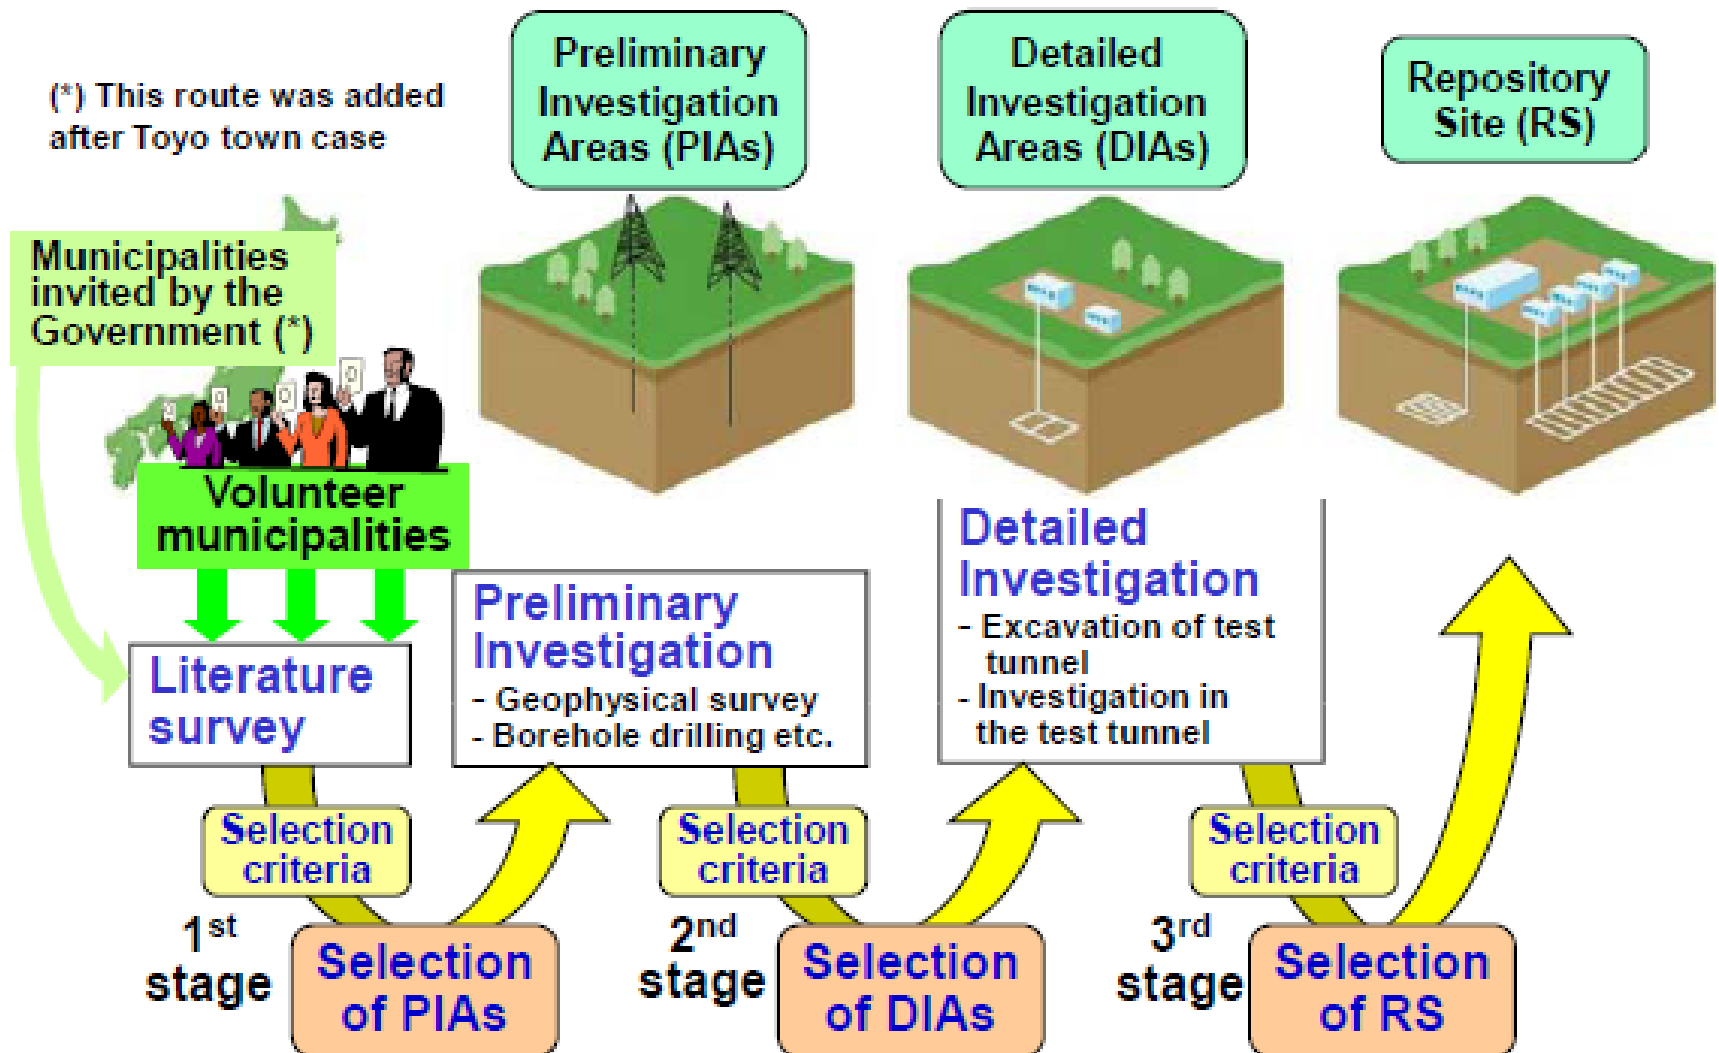 (*) This route was added
after Toyo town case
Preliminary
Investigation
Areas (PIAs)
Detailed
Investigation
Areas (DIAs)
Repository
Site (RS)
Municipalities
invited by the
Government (*)
Volunteer
municipalities
Literature
survey
Preliminary
Investigation
- Geophysical survey
- Borehole drilling etc.
Detailed
Investigation
- Excavation of test
tunnel
- Investigation in
the test tunnel
Selection
criteria
Selection
criteria
Selection
criteria
1st
stage
Selection
of PIAs
2nd
stage
Selection
of DIAs
3rd
stage
Selection
of RS